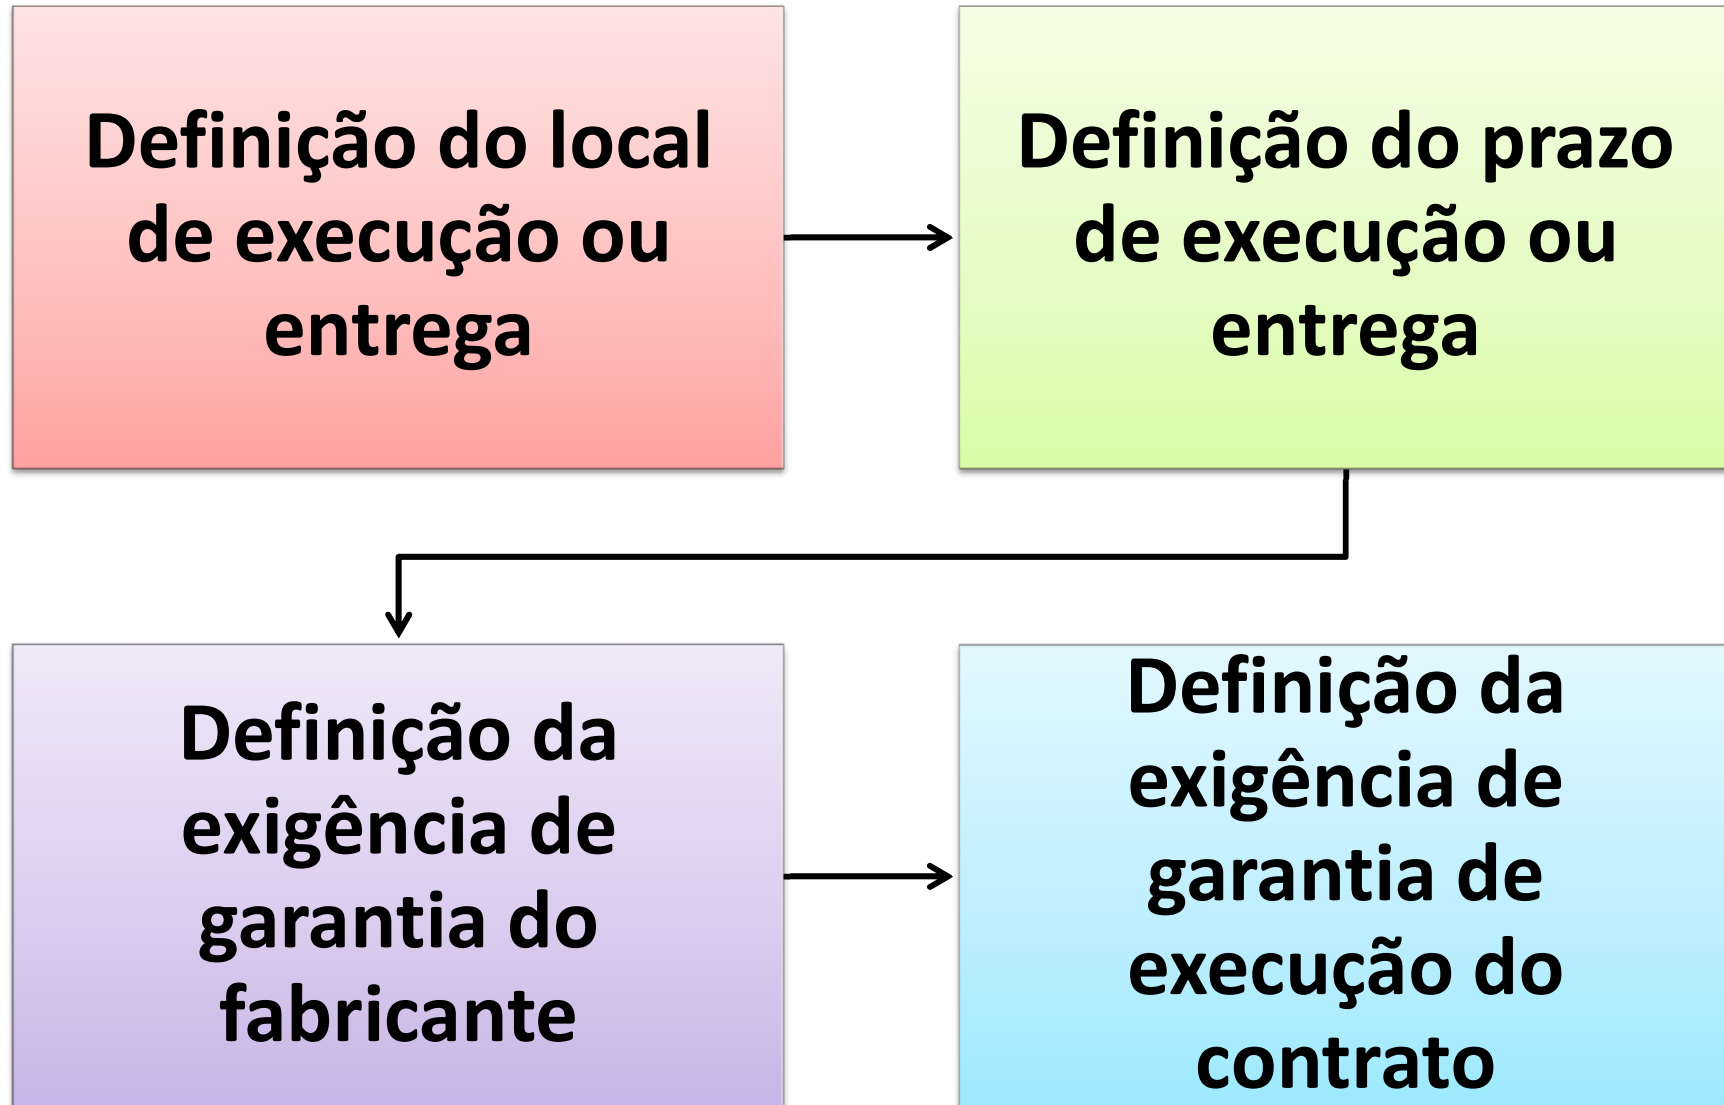 Definição do local
de execução ou
entrega
Definição do prazo
de execução ou
entrega
Definição da
exigência de
garantia do
fabricante
Definição da
exigência de
garantia de
execução do
contrato